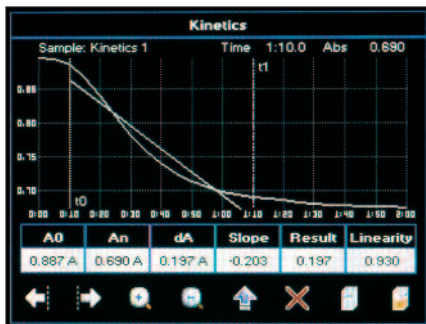 Kinetics
Sample: Kinetics 1 Time 1:10.0 Abs 0.690
t1
0.85
0.80
0.75
0.70
t0
0:00 0:10 0:20 0:30 0:40 0:50 1:00 1:10 1:20 1:30 1:40 1:50 2:00
A0 An dA Slope Result Linearity
0.887 A 0.690 A 0.197 A -0.203 0.197 0.930